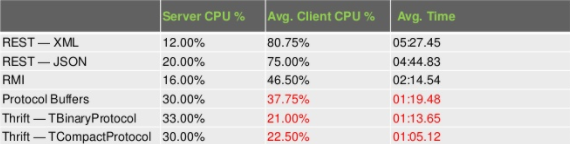 Server CPU % Avg. Client CPU % Avg. Time
REST — XML 12.00% 80.75% 05:27.45
REST — JSON 20.00% 75.00% 04:44.83
RMI 16.00% 46.50% 02:14.54
Protocol Buffers 30.00% 37.75% 01:19.48
Thrift — TBinaryProtocol 33.00% 21.00% 01:13.65
Thrift — TCompactProtocol 30.00% 22.50% 01:05.12